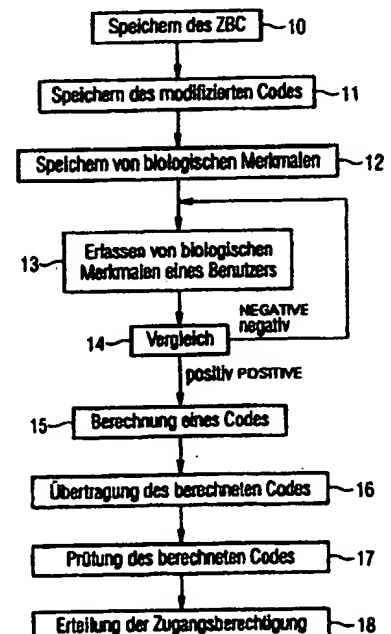 Speichern des ZBC 10
Speichern des modifizierten Codes 11
Speichern von biologischen Merkmalen 12
13 Erfassen von biologischen
Merkmalen eines Benutzers
NEGATIVE
negativ
14 Vergleich
positiv POSITIVE
15 Berechnung eines Codes
Übertragung des berechneten Codes 16
Prüfung des berechneten Codes 17
Erteilung der Zugangsberechtigung 18